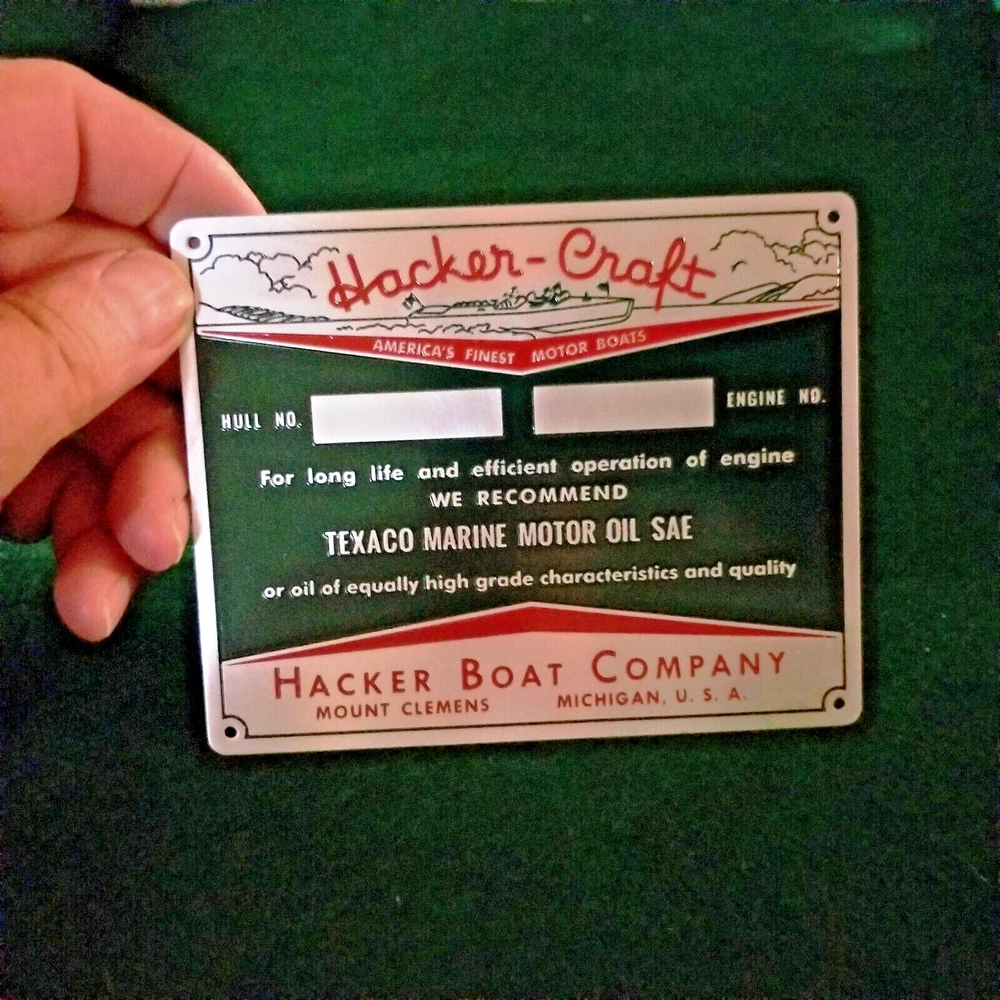 Hacker-Craft
AMERICA'S FINEST MOTOR BOATS
HULL NO. ENGINE NO.
For long life and efficient operation of engine
WE RECOMMEND
TEXACO MARINE MOTOR OIL SAE
or oil of equally high grade characteristics and quality
HACKER BOAT COMPANY
MOUNT CLEMENS MICHIGAN, U. S. A.